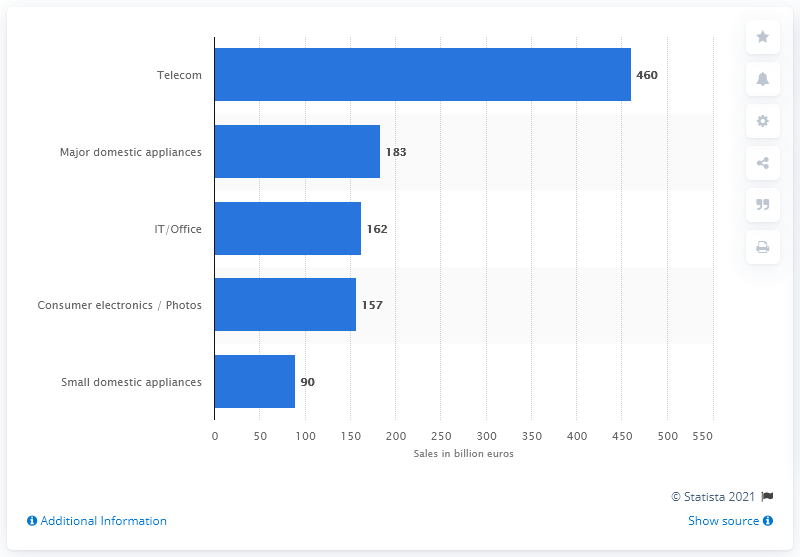 Telecom 460
Major domestic appliances 183
IT/Office 162
Consumer electronics / Photos 157
Small domestic appliances 90
0 50 100 150 200 250 300 350 400 450 500 550
Sales in billion euros
© Statista 2021
Additional Information
Show source